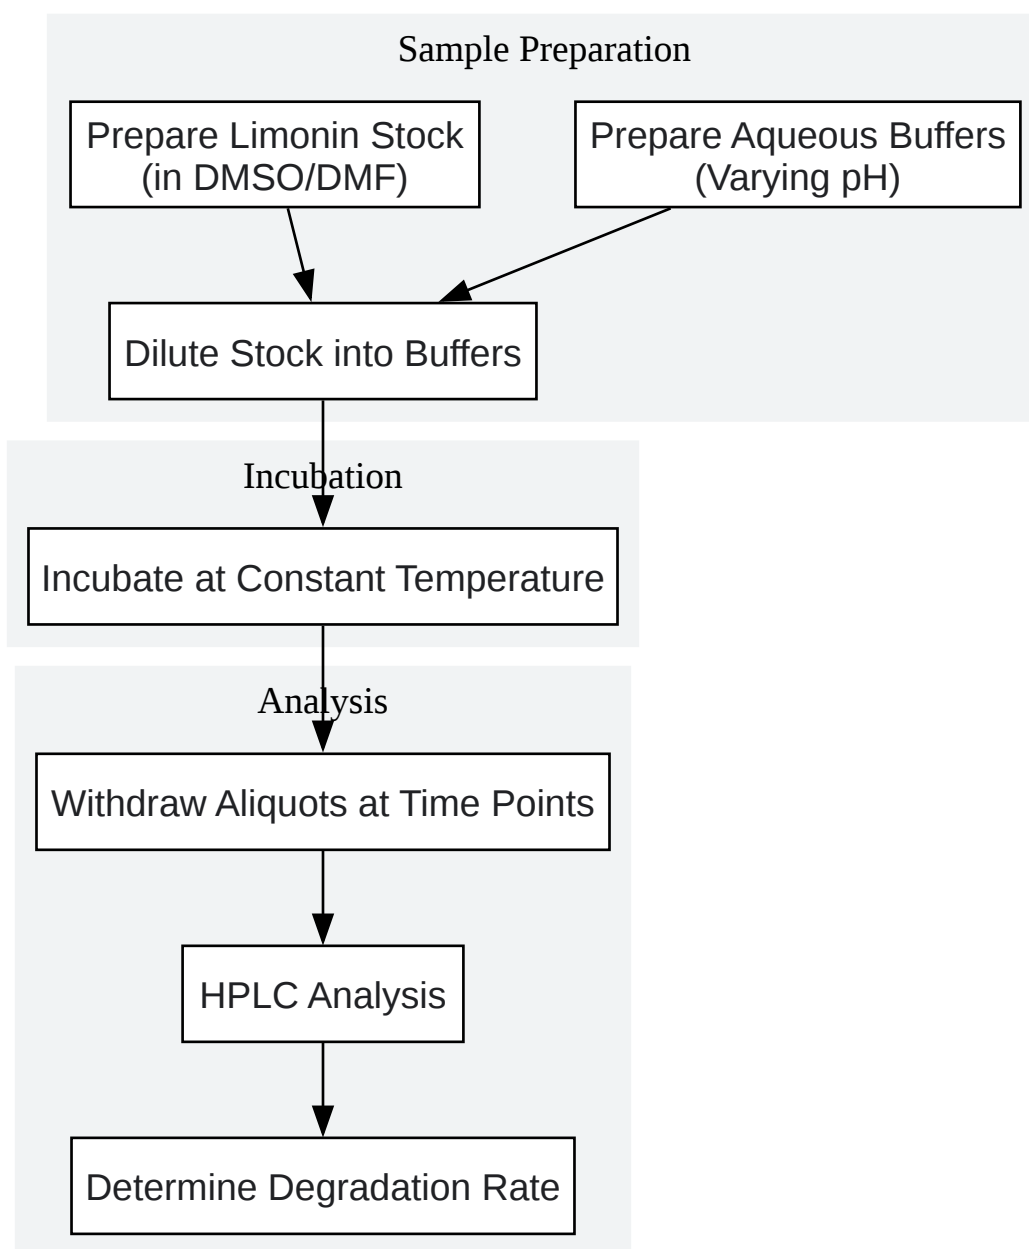 Sample Preparation
Prepare Limonin Stock
(in DMSO/DMF)
Prepare Aqueous Buffers
(Varying pH)
Dilute Stock into Buffers
Incubation
Incubate at Constant Temperature
Analysis
Withdraw Aliquots at Time Points
HPLC Analysis
Determine Degradation Rate